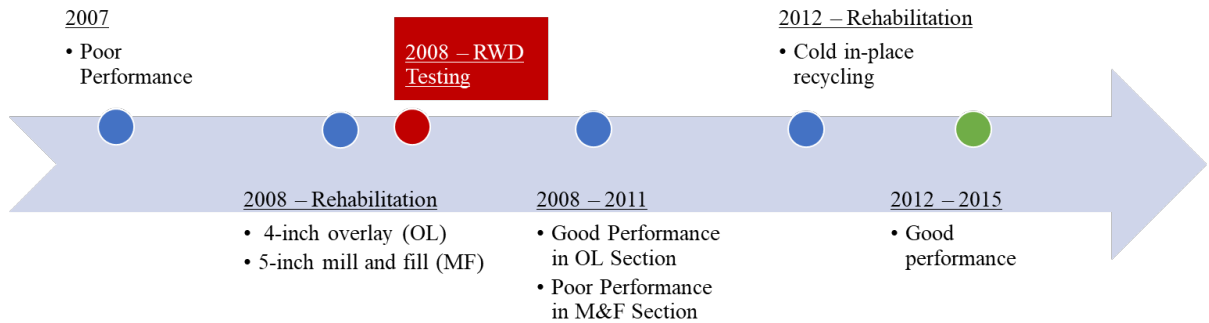 2007
• Poor
Performance
2008 – Rehabilitation
• 4-inch overlay (OL)
• 5-inch mill and fill (MF)
2008 – RWD
Testing
2008 – 2011
• Good Performance
in OL Section
• Poor Performance
in M&F Section
2012 – Rehabilitation
• Cold in-place
recycling
2012 – 2015
• Good
performance